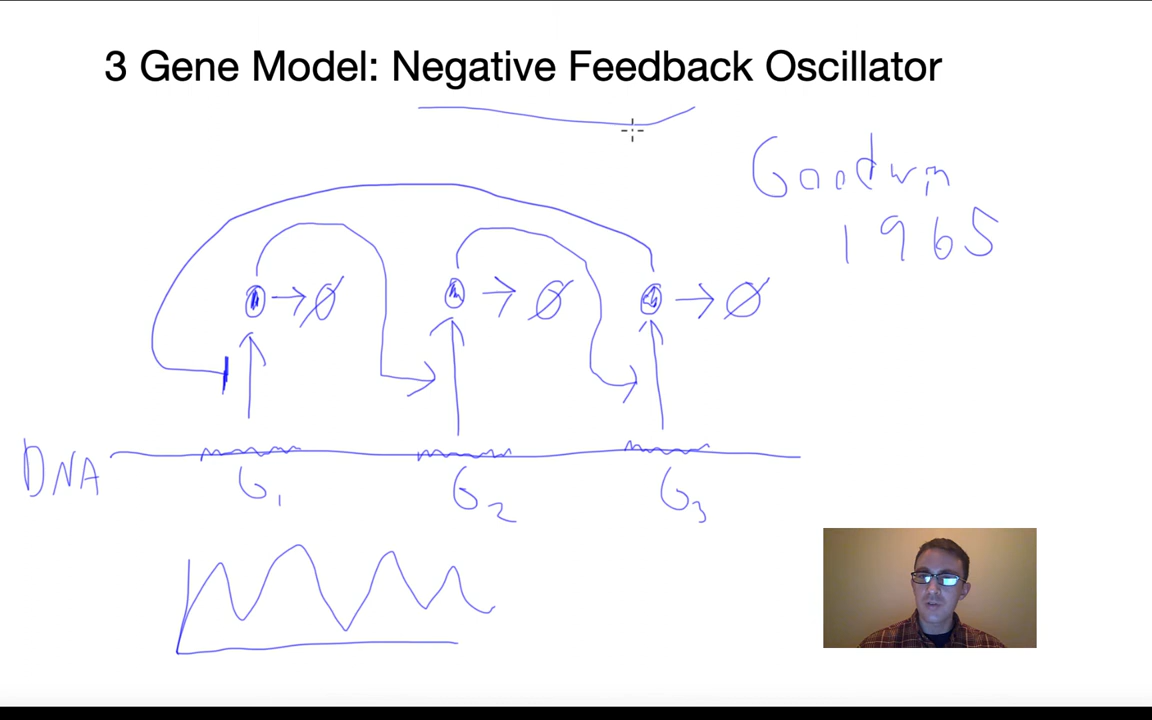 3 Gene Model: Negative Feedback Oscillator
Goodwin
1965
→ ∅ → ∅ → ∅
DNA
G1 G2 G3